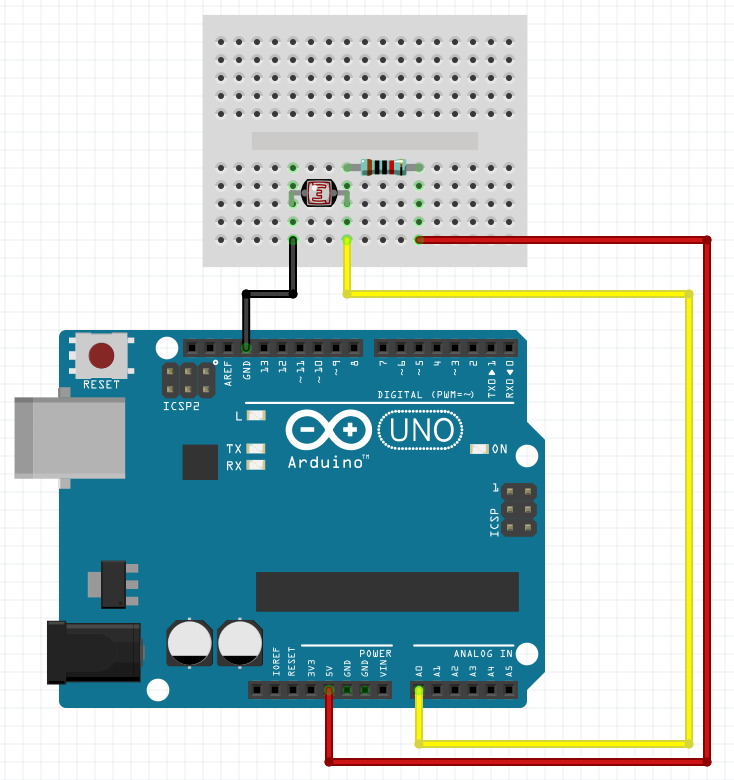 RESET
ICSP2
AREF
GND
13
12
~11
~10
~9
8
7
~6
~5
4
~3
2
TX0▶1
RX0◀0
DIGITAL (PWM=~)
L
TX
RX
UNO
Arduino™
ON
1
ICSP
POWER
ANALOG IN
IOREF
RESET
3V3
5V
GND
GND
VIN
A0
A1
A2
A3
A4
A5